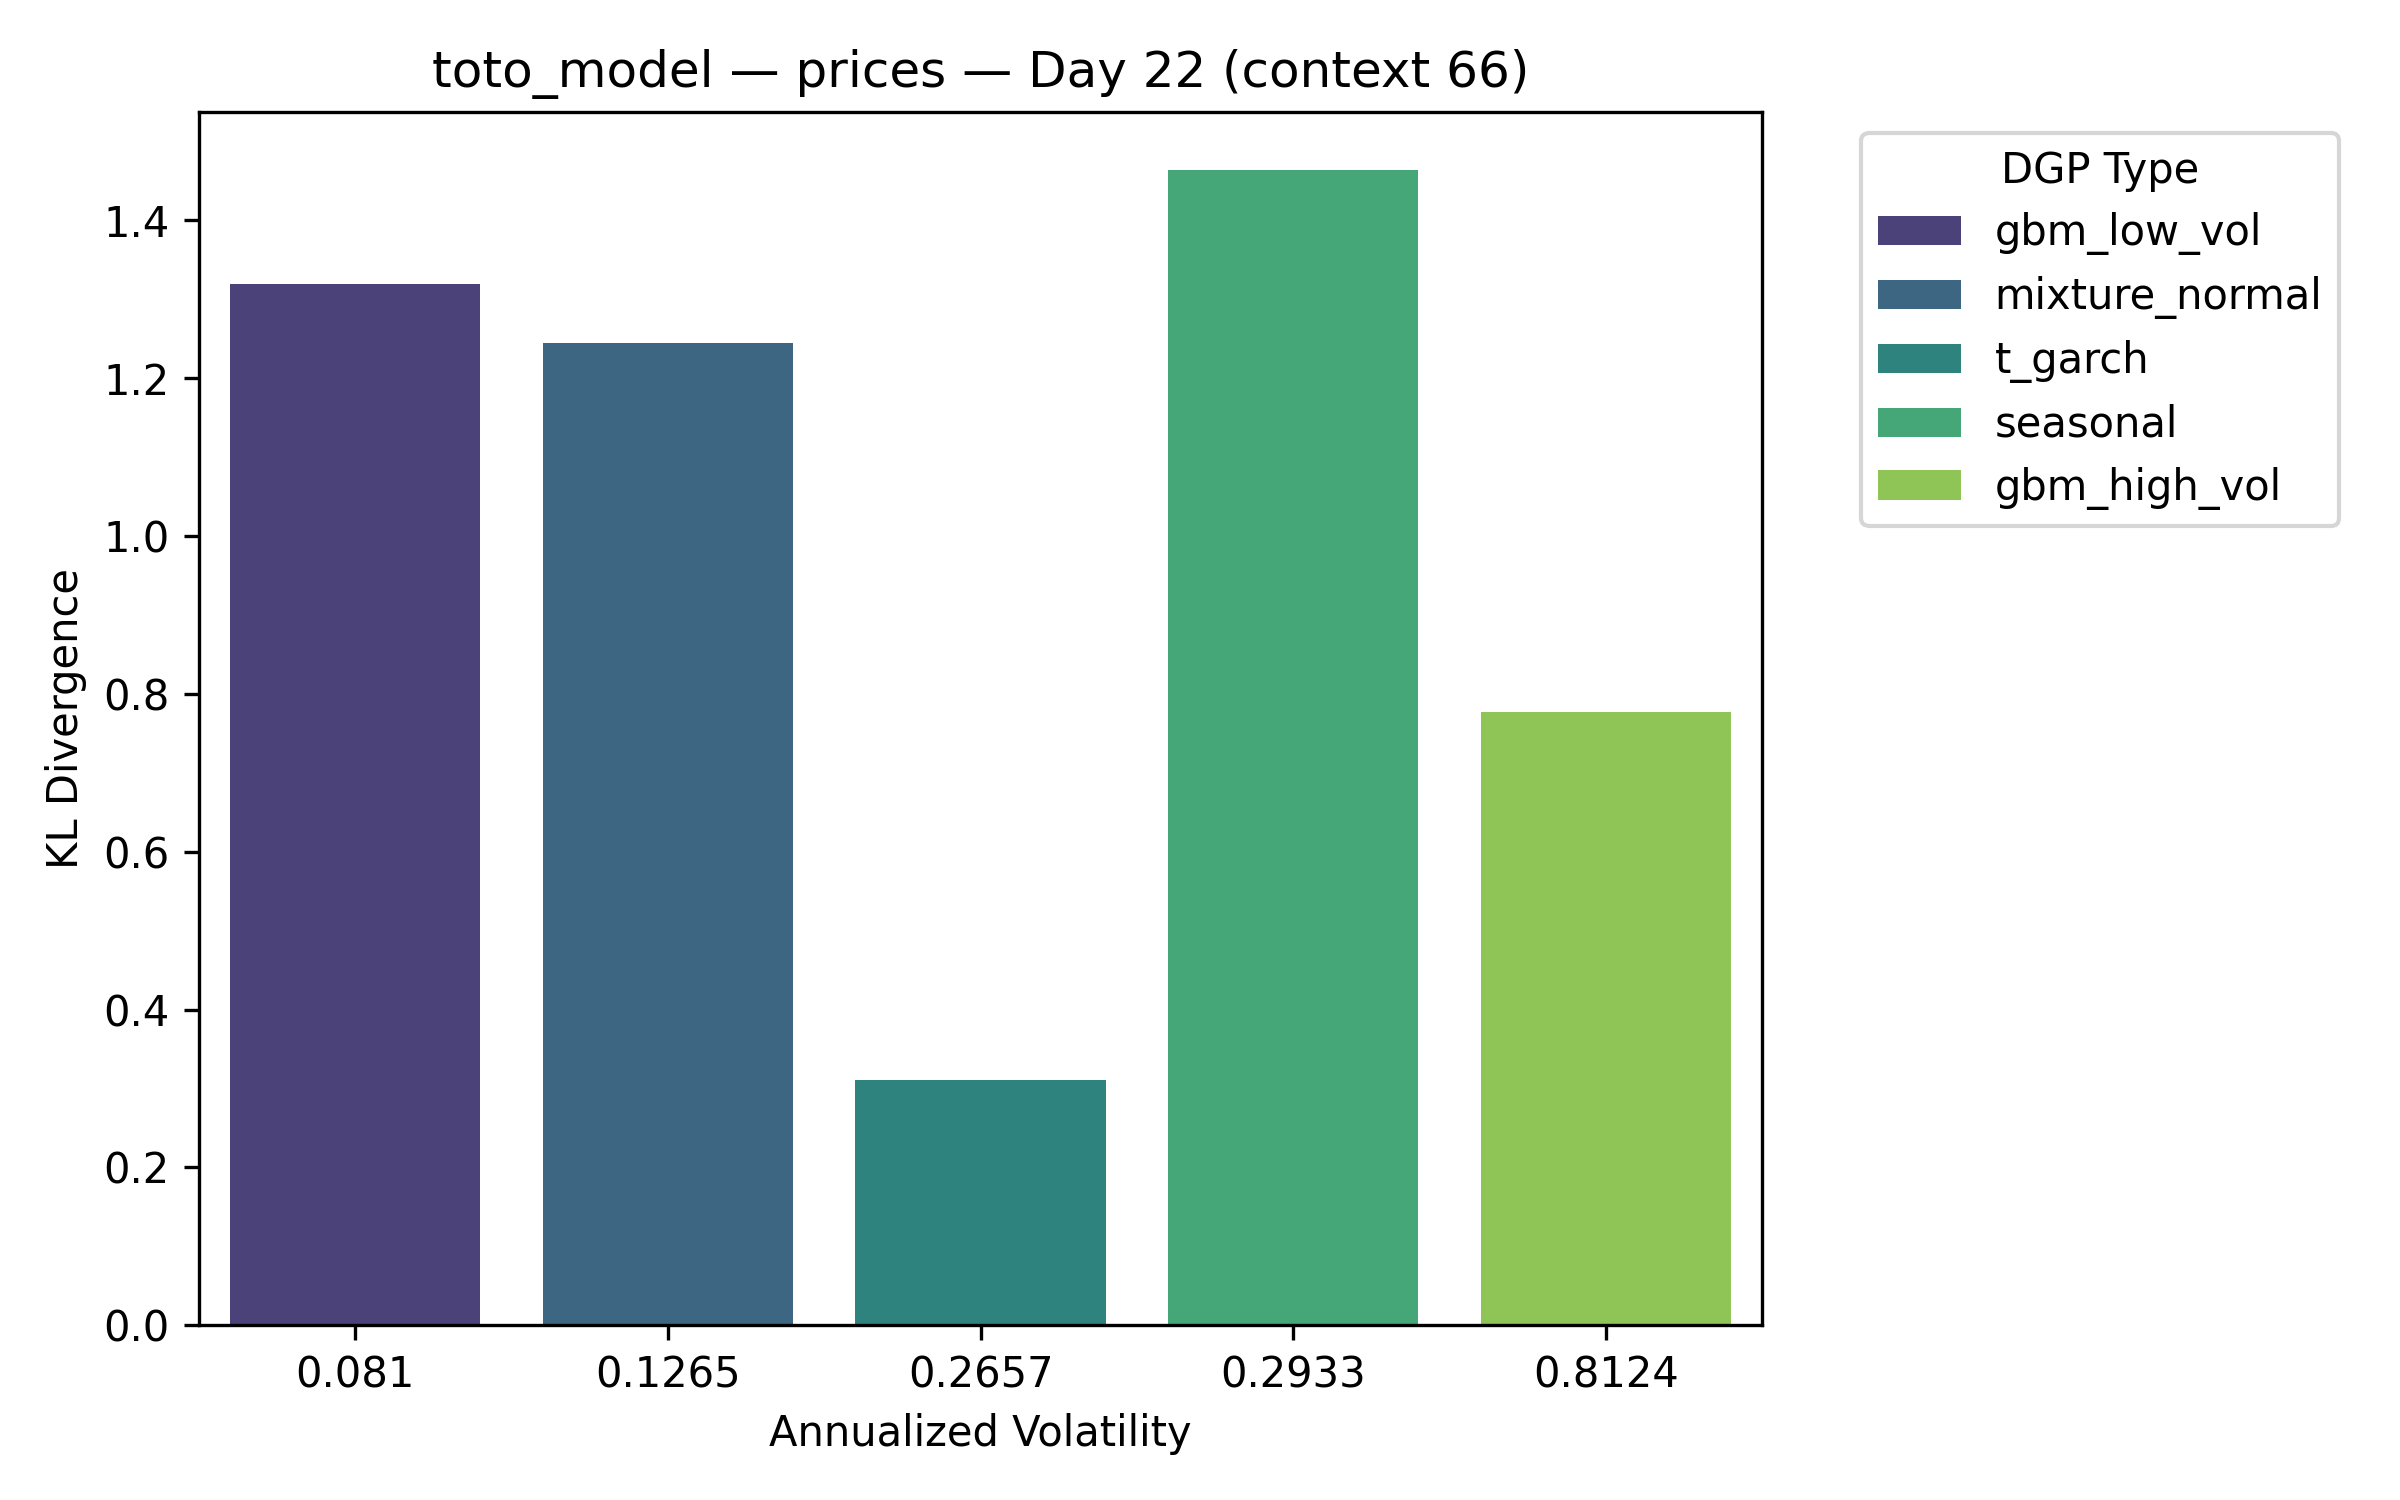 toto_model — prices — Day 22 (context 66)
KL Divergence
1.4
1.2
1.0
0.8
0.6
0.4
0.2
0.0
0.081 0.1265 0.2657 0.2933 0.8124
Annualized Volatility
DGP Type
gbm_low_vol
mixture_normal
t_garch
seasonal
gbm_high_vol